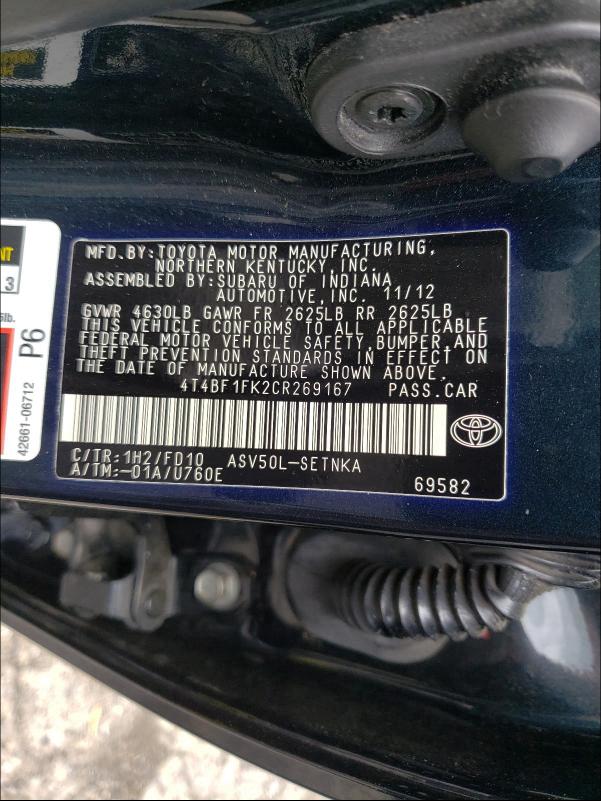 MFD. BY: TOYOTA MOTOR MANUFACTURING,
NORTHERN KENTUCKY, INC.
ASSEMBLED BY: SUBARU OF INDIANA
AUTOMOTIVE, INC. 11/12
GVWR 4630LB GAWR FR 2625LB RR 2625LB
THIS VEHICLE CONFORMS TO ALL APPLICABLE
FEDERAL MOTOR VEHICLE SAFETY, BUMPER, AND
THEFT PREVENTION STANDARDS IN EFFECT ON
THE DATE OF MANUFACTURE SHOWN ABOVE.
4T4BF1FK2CR269167 PASS. CAR
C/TR: 1H2/FD10 ASV50L-SETNKA
A/TM: -01A/U760E
69582
NT
3
lb.
P6
42661-06712